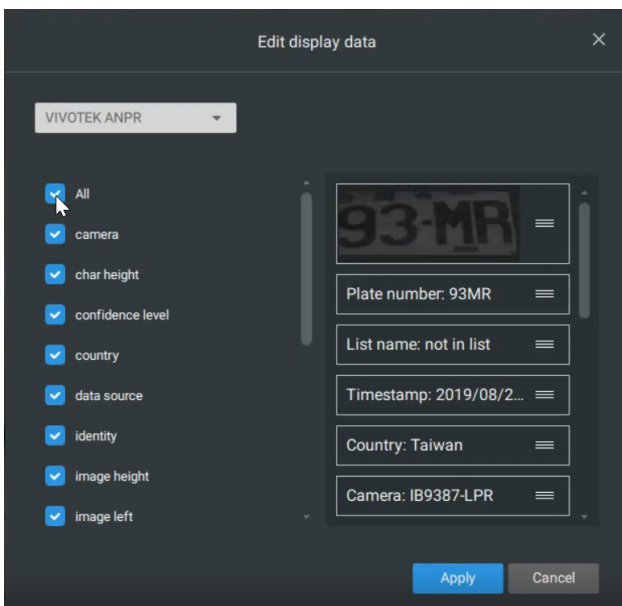 Edit display data
VIVOTEK ANPR
All
camera
char height
confidence level
country
data source
identity
image height
image left
93-MR
Plate number: 93MR
List name: not in list
Timestamp: 2019/08/2...
Country: Taiwan
Camera: IB9387-LPR
Apply
Cancel